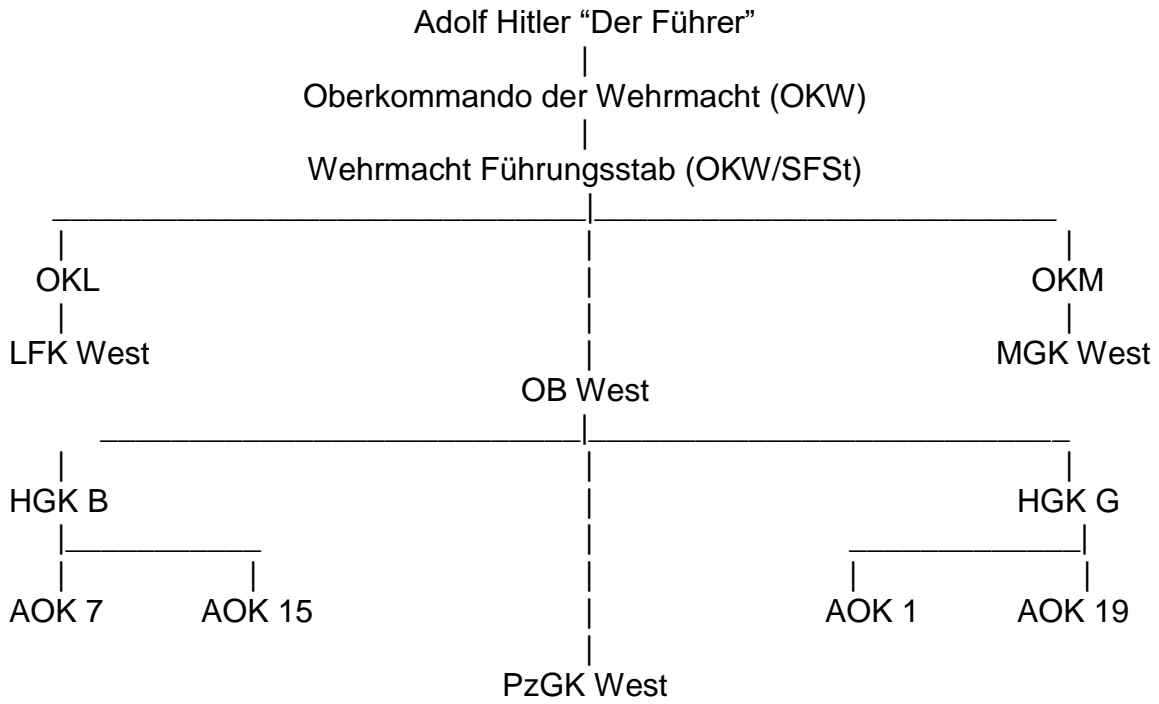 Adolf Hitler “Der Führer”
Oberkommando der Wehrmacht (OKW)
Wehrmacht Führungsstab (OKW/SFSt)
OKL OKM
LFK West MGK West
OB West
HGK B HGK G
AOK 7 AOK 15 AOK 1 AOK 19
PzGK West